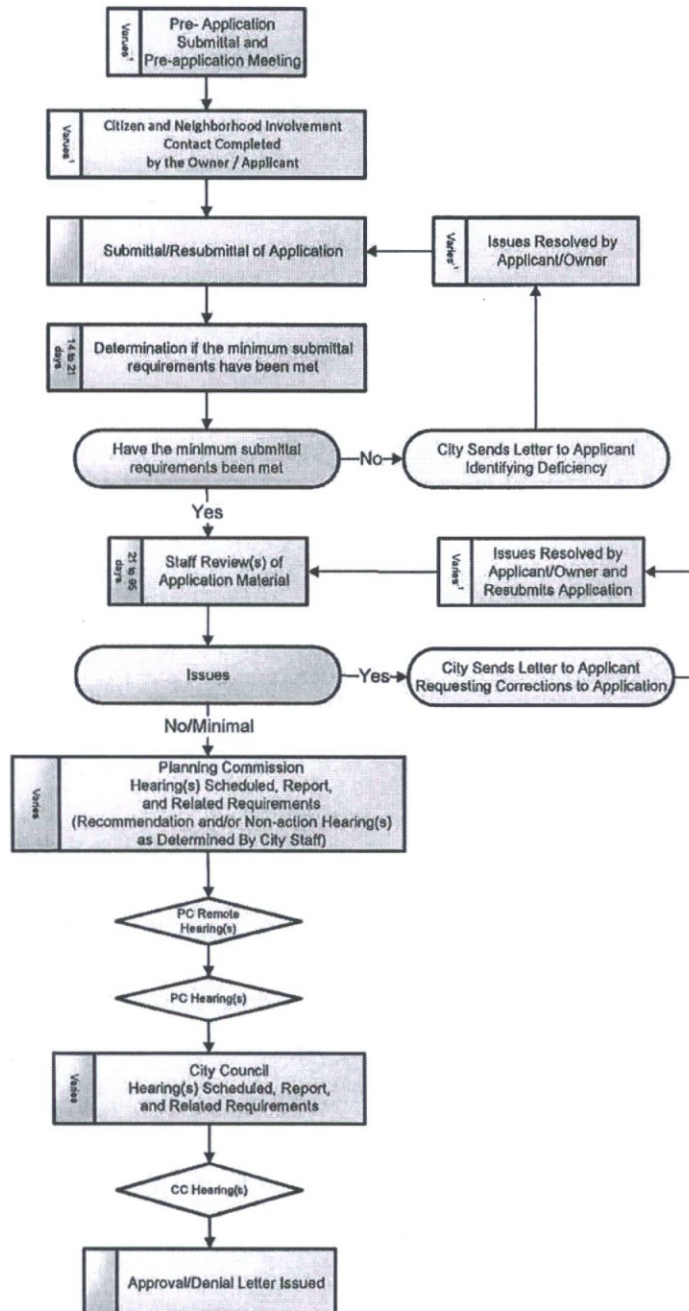 Varues¹
Pre- Application
Submittal and
Pre-application Meeting
Varues¹
Citizen and Neighborhood Involvement
Contact Completed
by the Owner / Applicant
Submittal/Resubmittal of Application
Varies¹
Issues Resolved by
Applicant/Owner
14 to 21
days
Determination if the minimum submittal
requirements have been met
Have the minimum submittal
requirements been met
No
City Sends Letter to Applicant
Identifying Deficiency
Yes
21 to 95
days
Staff Review(s) of
Application Material
Varies¹
Issues Resolved by
Applicant/Owner and
Resubmits Application
Issues
Yes
City Sends Letter to Applicant
Requesting Corrections to Application
No/Minimal
Varies
Planning Commission
Hearing(s) Scheduled, Report,
and Related Requirements
(Recommendation and/or Non-action Hearing(s)
as Determined By City Staff)
PC Remote
Hearing(s)
PC Hearing(s)
Varies
City Council
Hearing(s) Scheduled, Report,
and Related Requirements
CC Hearing(s)
Approval/Denial Letter Issued